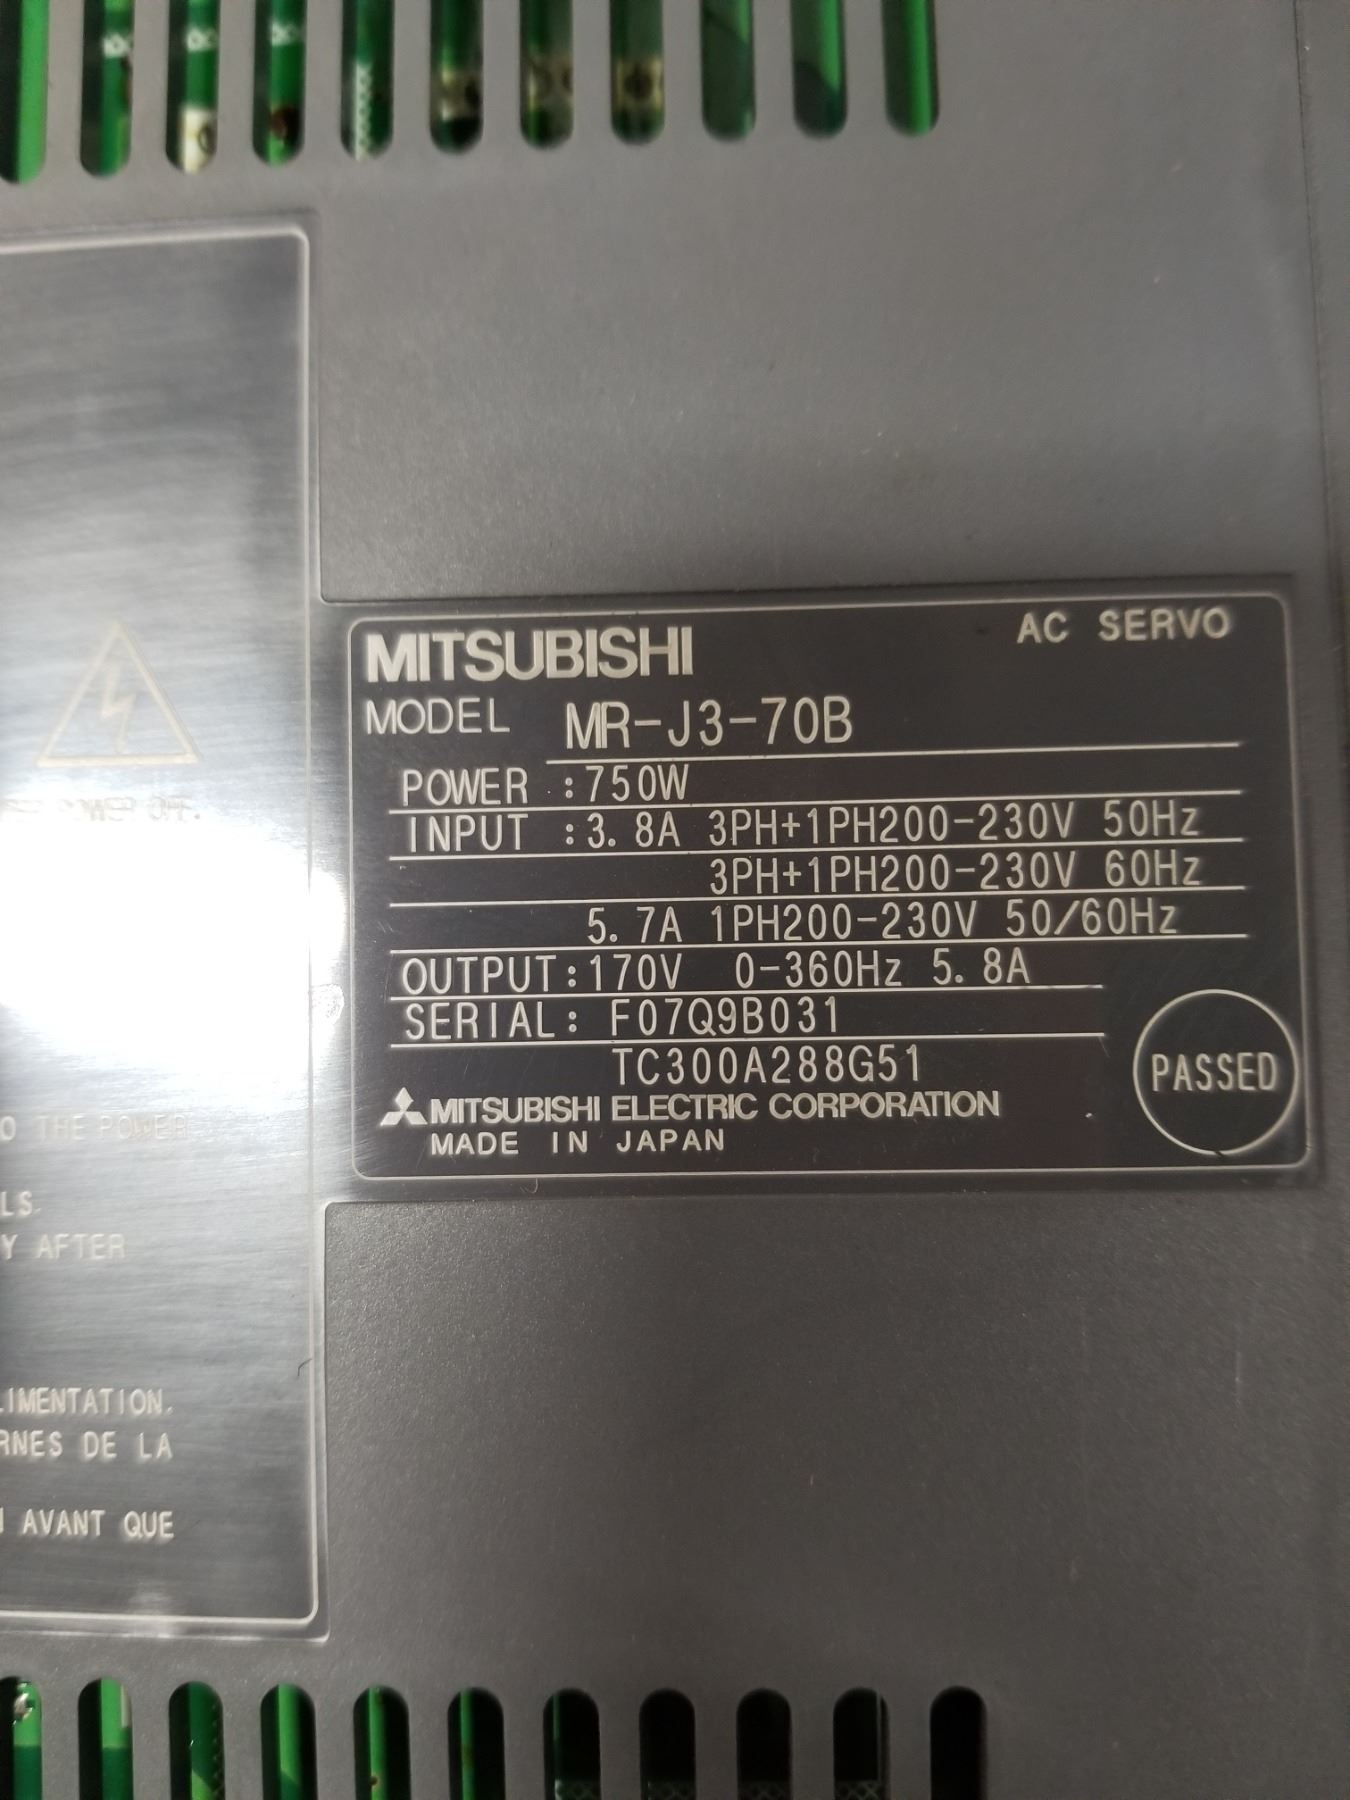 AC SERVO
MITSUBISHI
MODEL MR-J3-70B
POWER :750W
INPUT :3.8A 3PH+1PH200-230V 50Hz
3PH+1PH200-230V 60Hz
5.7A 1PH200-230V 50/60Hz
OUTPUT:170V 0-360Hz 5.8A
SERIAL: F07Q9B031
TC300A288G51
PASSED
MITSUBISHI ELECTRIC CORPORATION
MADE IN JAPAN
POWER OFF.
O THE POWER
LS.
Y AFTER
LIMENTATION.
RNES DE LA
AVANT QUE